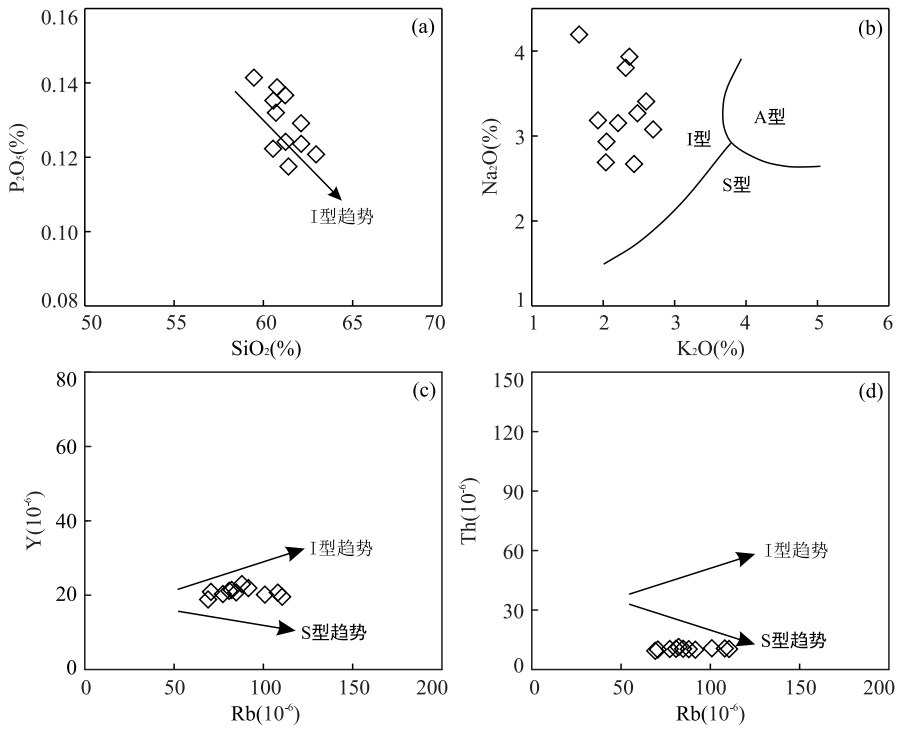 (a)
0.16
0.14
0.12
0.10
0.08
P₂O₅(%)
I型趋势
50 55 60 65 70
SiO₂(%)
(b)
4
3
2
1
Na₂O(%)
A型
I型
S型
1 2 3 4 5 6
K₂O(%)
(c)
80
60
40
20
0
Y(10⁻⁶)
I型趋势
S型趋势
0 50 100 150 200
Rb(10⁻⁶)
(d)
150
120
90
60
30
0
Th(10⁻⁶)
I型趋势
S型趋势
0 50 100 150 200
Rb(10⁻⁶)